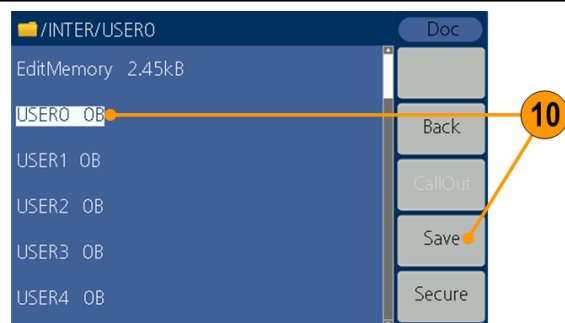 /INTER/USER0
Doc
EditMemory 2.45kB
USER0 0B
10
Back
USER1 0B
CallOut
USER2 0B
Save
USER3 0B
USER4 0B
Secure